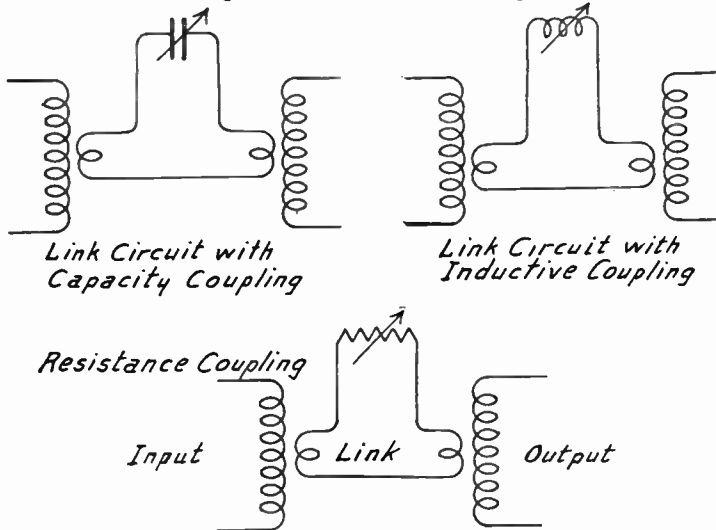 Link Circuit with
Capacity Coupling
Link Circuit with
Inductive Coupling
Resistance Coupling
Input
Link
Output